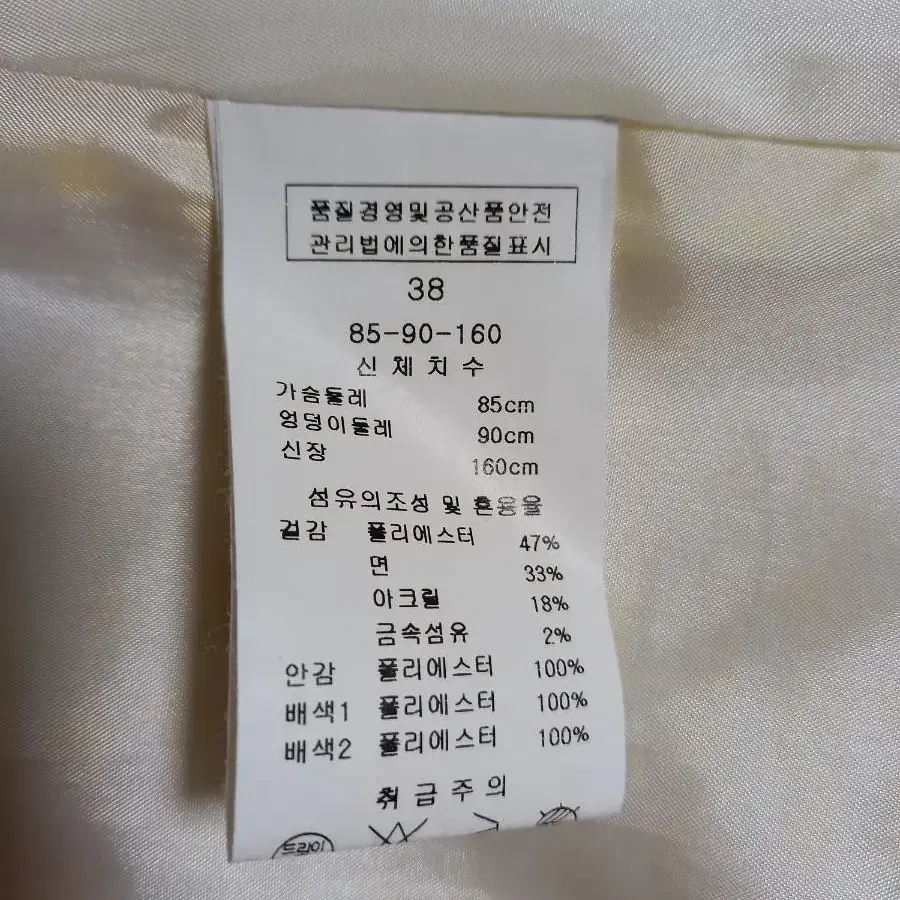 품질경영및공산품안전
관리법에의한품질표시
38
85-90-160
신체치수
가슴둘레 85cm
엉덩이둘레 90cm
신장 160cm
섬유의조성 및 혼용율
겉감 폴리에스터 47%
면 33%
아크릴 18%
금속섬유 2%
안감 폴리에스터 100%
배색1 폴리에스터 100%
배색2 폴리에스터 100%
취급주의
드라이